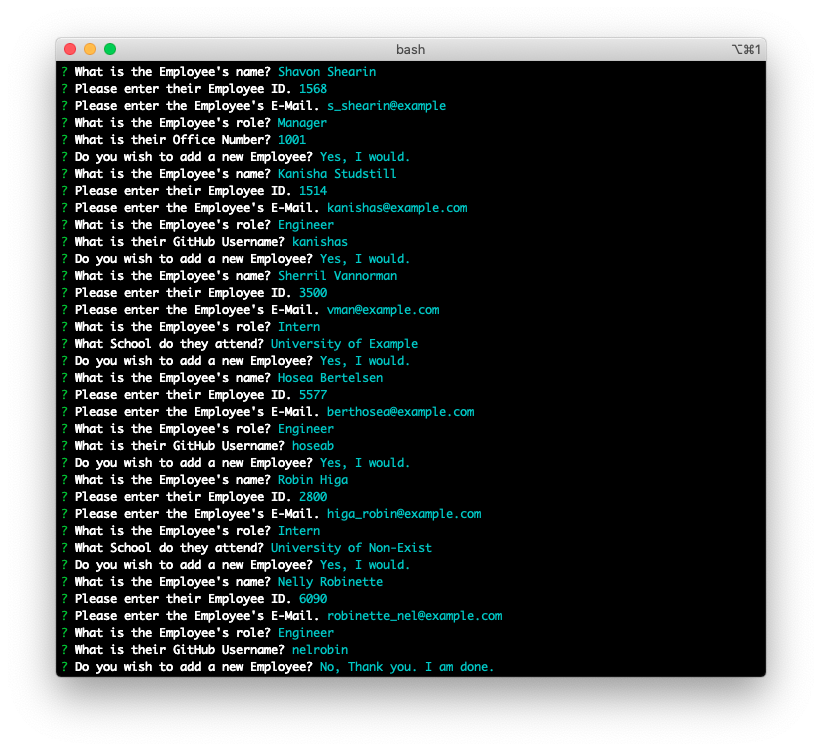 bash
⌥⌘1
? What is the Employee's name? Shavon Shearin
? Please enter their Employee ID. 1568
? Please enter the Employee's E-Mail. s_shearin@example
? What is the Employee's role? Manager
? What is their Office Number? 1001
? Do you wish to add a new Employee? Yes, I would.
? What is the Employee's name? Kanisha Studstill
? Please enter their Employee ID. 1514
? Please enter the Employee's E-Mail. kanishas@example.com
? What is the Employee's role? Engineer
? What is their GitHub Username? kanishas
? Do you wish to add a new Employee? Yes, I would.
? What is the Employee's name? Sherril Vannorman
? Please enter their Employee ID. 3500
? Please enter the Employee's E-Mail. vman@example.com
? What is the Employee's role? Intern
? What School do they attend? University of Example
? Do you wish to add a new Employee? Yes, I would.
? What is the Employee's name? Hosea Bertelsen
? Please enter their Employee ID. 5577
? Please enter the Employee's E-Mail. berthosea@example.com
? What is the Employee's role? Engineer
? What is their GitHub Username? hoseab
? Do you wish to add a new Employee? Yes, I would.
? What is the Employee's name? Robin Higa
? Please enter their Employee ID. 2800
? Please enter the Employee's E-Mail. higa_robin@example.com
? What is the Employee's role? Intern
? What School do they attend? University of Non-Exist
? Do you wish to add a new Employee? Yes, I would.
? What is the Employee's name? Nelly Robinette
? Please enter their Employee ID. 6090
? Please enter the Employee's E-Mail. robinette_nel@example.com
? What is the Employee's role? Engineer
? What is their GitHub Username? nelrobin
? Do you wish to add a new Employee? No, Thank you. I am done.